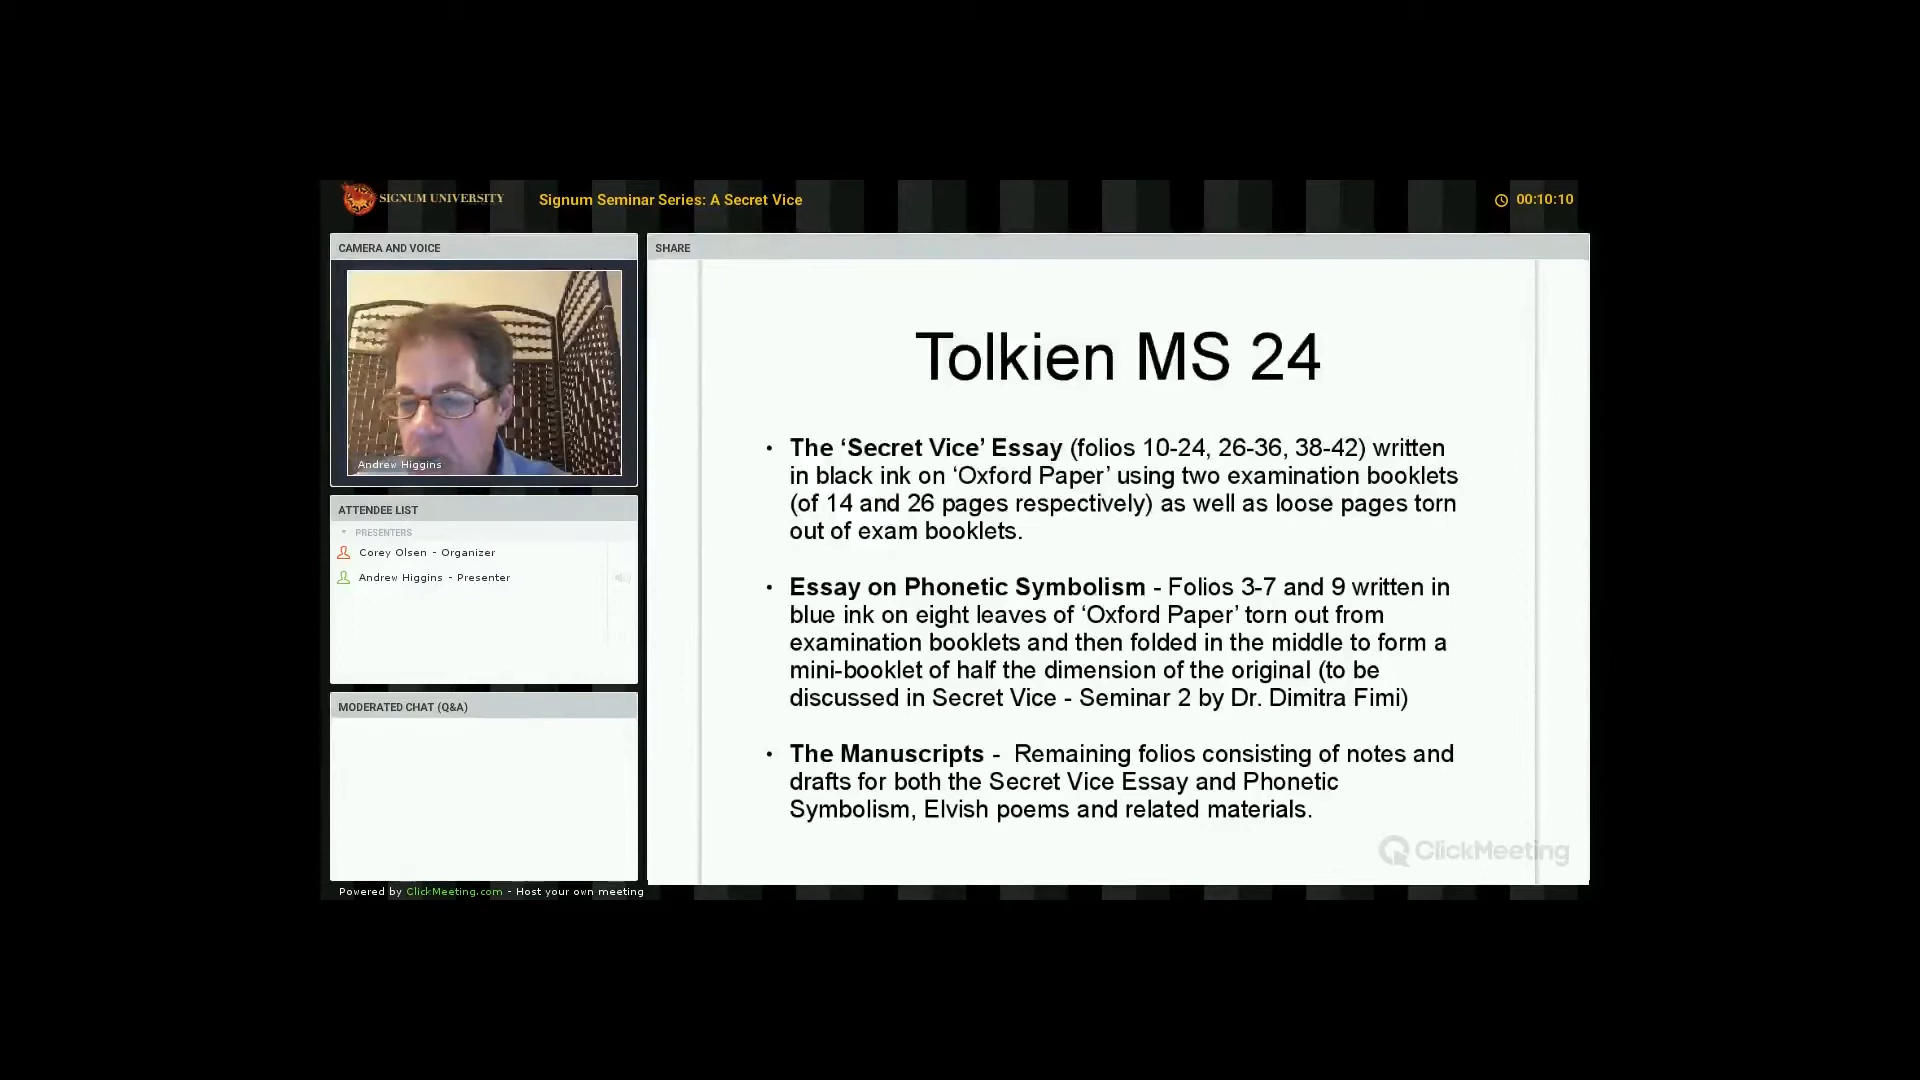 SIGNUM UNIVERSITY
Signum Seminar Series: A Secret Vice
00:10:10
CAMERA AND VOICE
Andrew Higgins
ATTENDEE LIST
PRESENTERS
Corey Olsen - Organizer
Andrew Higgins - Presenter
MODERATED CHAT (Q&A)
Powered by ClickMeeting.com - Host your own meeting
SHARE
Tolkien MS 24
• The ‘Secret Vice’ Essay (folios 10-24, 26-36, 38-42) written
in black ink on ‘Oxford Paper’ using two examination booklets
(of 14 and 26 pages respectively) as well as loose pages torn
out of exam booklets.
• Essay on Phonetic Symbolism - Folios 3-7 and 9 written in
blue ink on eight leaves of ‘Oxford Paper’ torn out from
examination booklets and then folded in the middle to form a
mini-booklet of half the dimension of the original (to be
discussed in Secret Vice - Seminar 2 by Dr. Dimitra Fimi)
• The Manuscripts - Remaining folios consisting of notes and
drafts for both the Secret Vice Essay and Phonetic
Symbolism, Elvish poems and related materials.
ClickMeeting